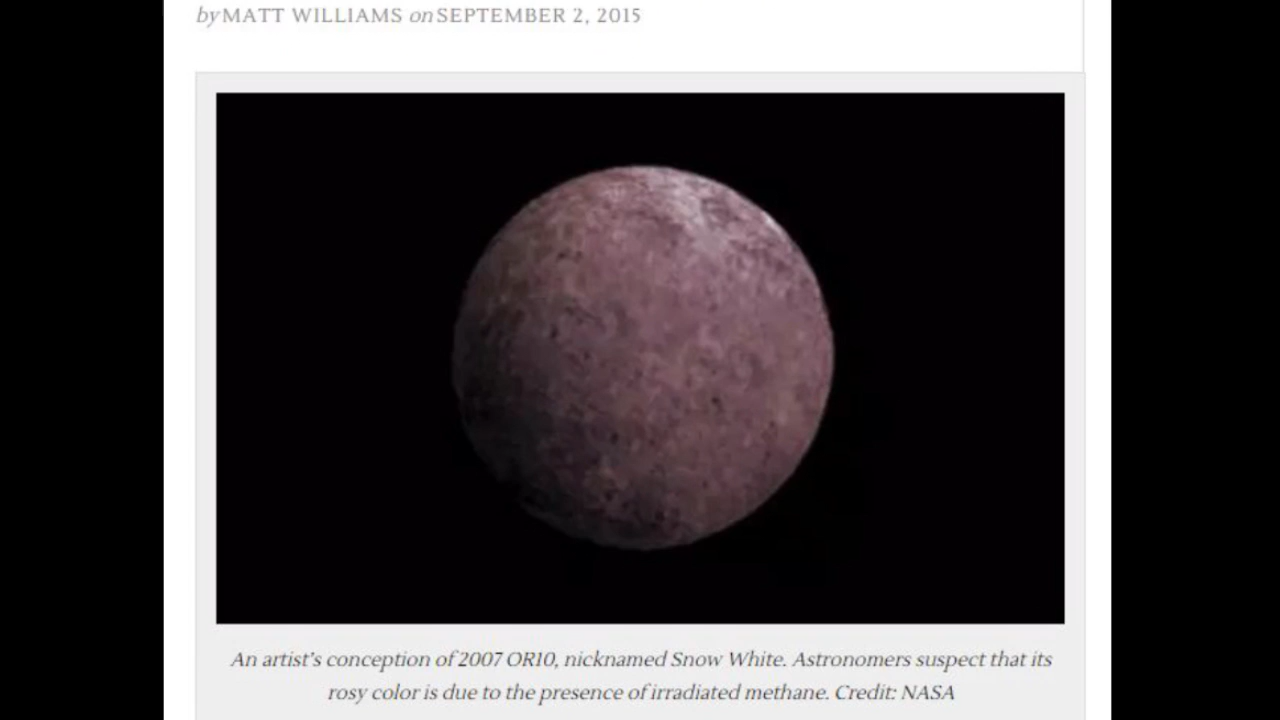 by MATT WILLIAMS on SEPTEMBER 2, 2015
An artist's conception of 2007 OR10, nicknamed Snow White. Astronomers suspect that its
rosy color is due to the presence of irradiated methane. Credit: NASA